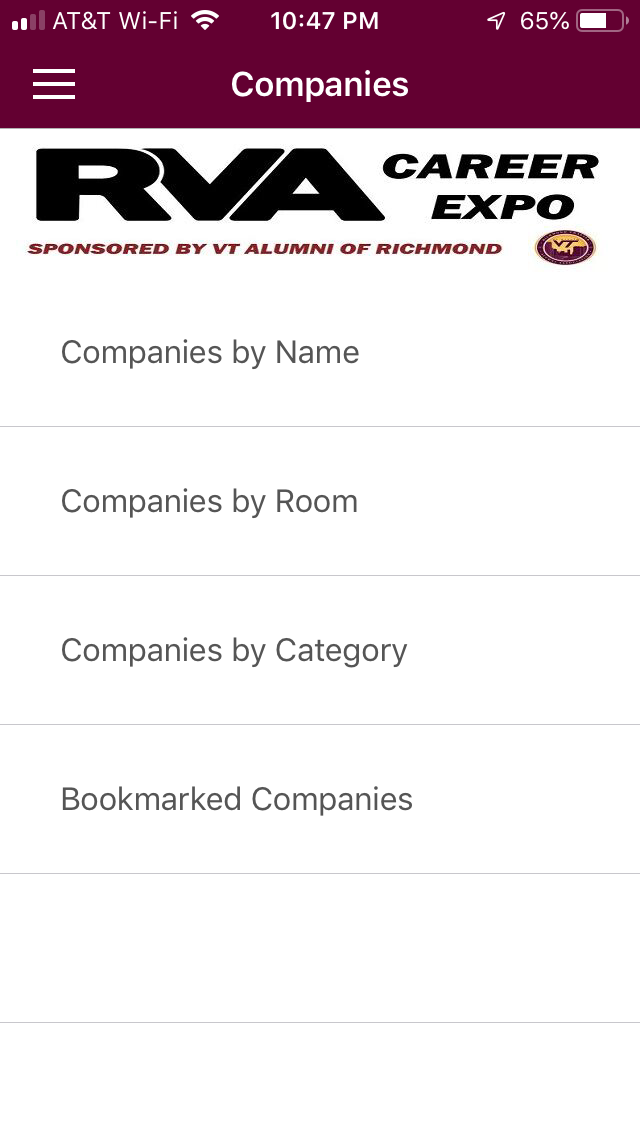 AT&T Wi-Fi 10:47 PM 65%
Companies
RVA CAREER EXPO
SPONSORED BY VT ALUMNI OF RICHMOND
VT
Companies by Name
Companies by Room
Companies by Category
Bookmarked Companies